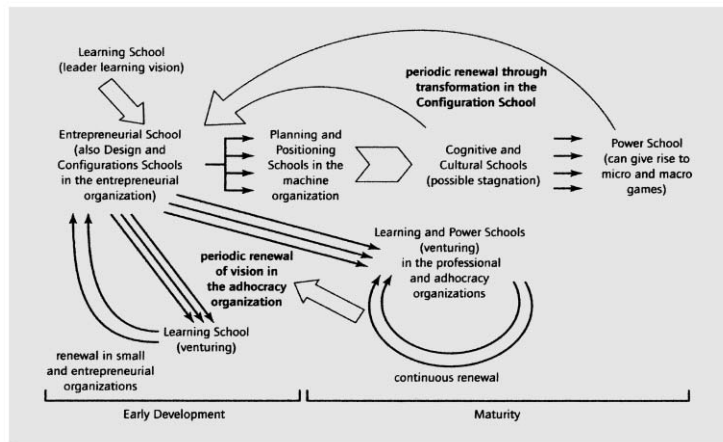 Learning School
(leader learning vision)
periodic renewal through
transformation in the
Configuration School
Entrepreneurial School
(also Design and
Configurations Schools
in the entrepreneurial
organization)
Planning and
Positioning
Schools in the
machine
organization
Cognitive and
Cultural Schools
(possible stagnation)
Power School
(can give rise to
micro and macro
games)
Learning and Power Schools
(venturing)
in the professional
and adhocracy
organizations
periodic renewal
of vision in
the adhocracy
organization
Learning School
(venturing)
renewal in small
and entrepreneurial
organizations
continuous renewal
Early Development
Maturity